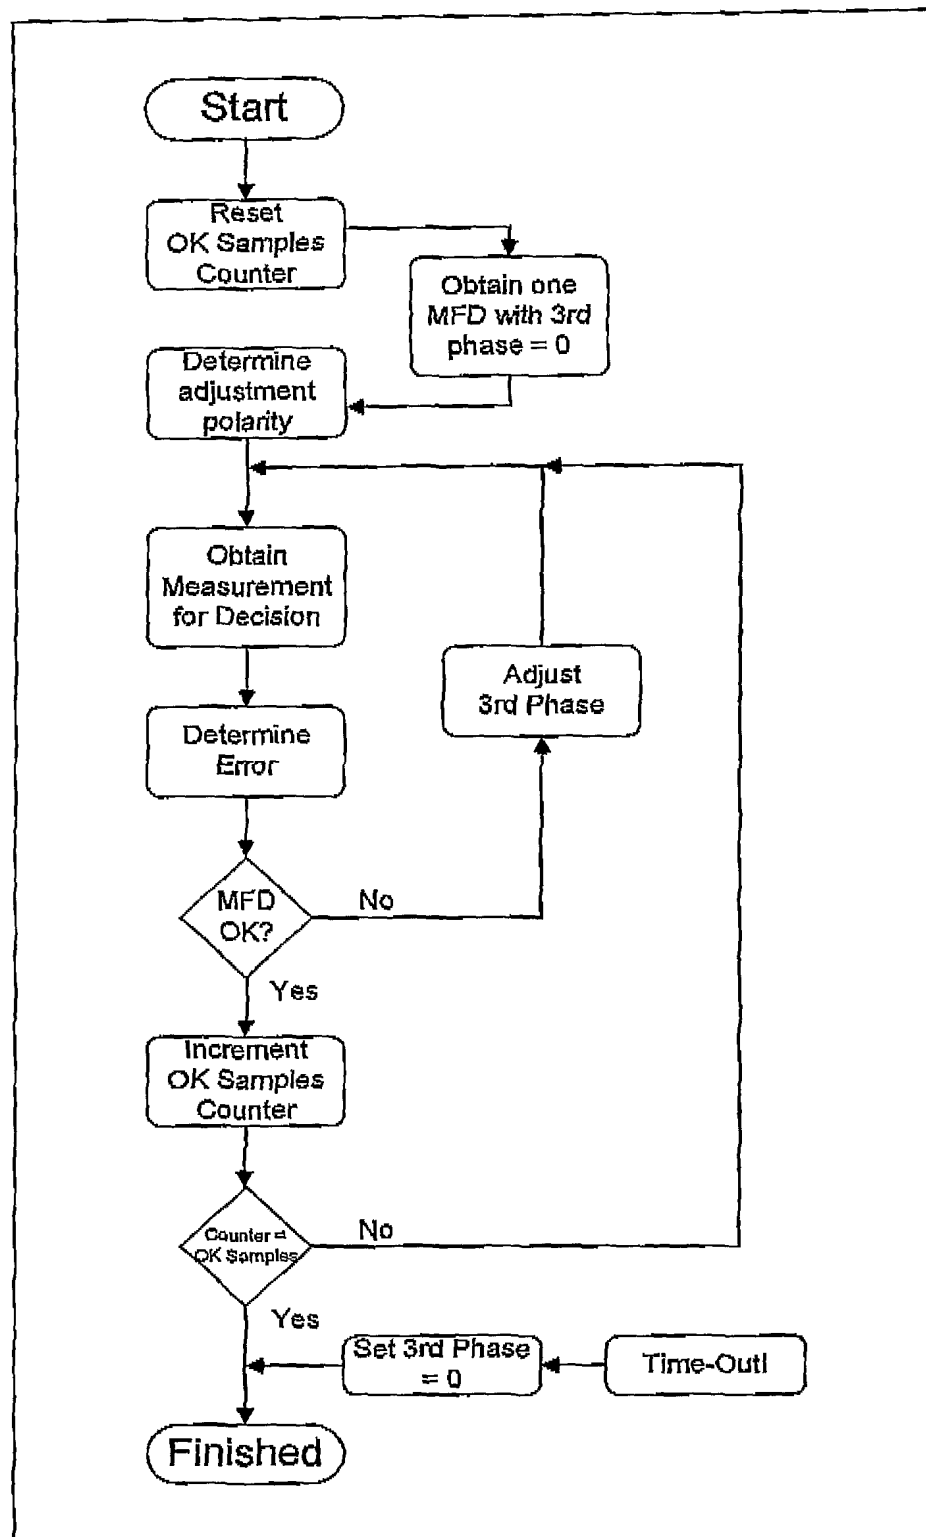 Start
Reset
OK Samples
Counter
Obtain one
MFD with 3rd
phase = 0
Determine
adjustment
polarity
Obtain
Measurement
for Decision
Adjust
3rd Phase
Determine
Error
MFD
OK?
No
Yes
Increment
OK Samples
Counter
Counter =
OK Samples
No
Yes
Set 3rd Phase
= 0
Time-Out!
Finished